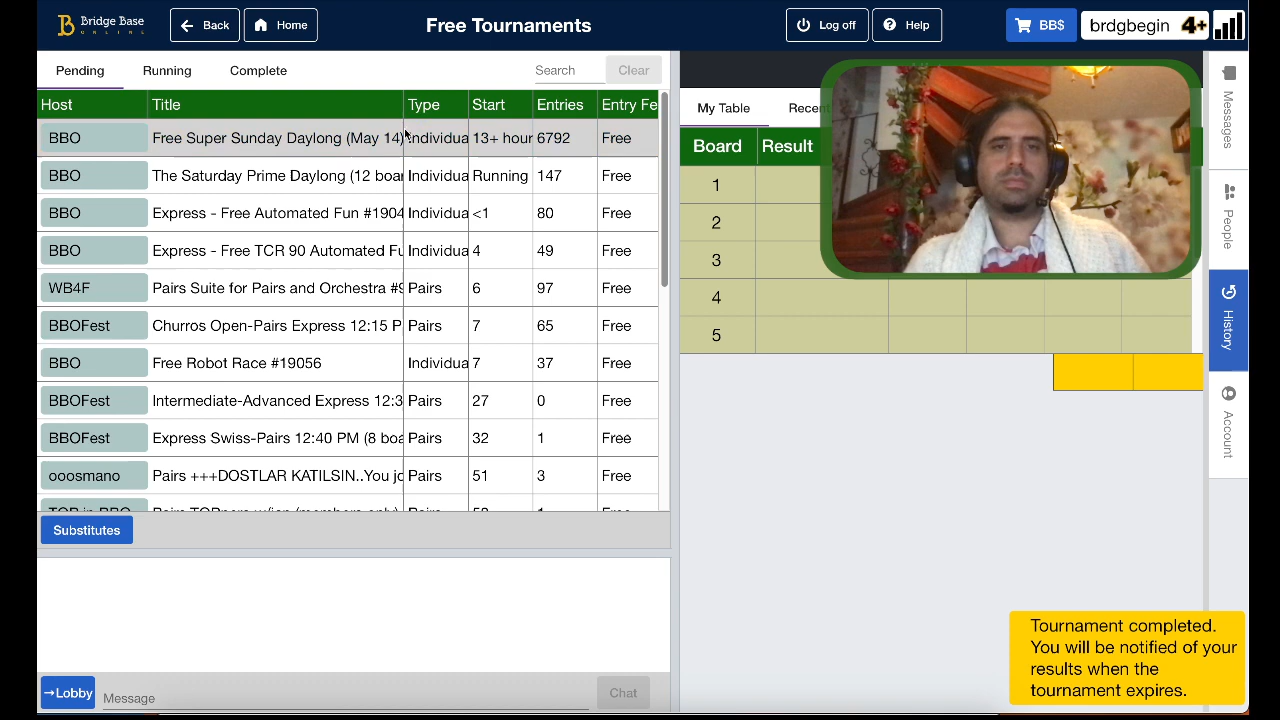 Bridge Base
ONLINE
Back
Home
Free Tournaments
Log off
Help
BB$
brdgbegin 4+
Pending Running Complete
Search
Clear
Host Title Type Start Entries Entry Fe
BBO Free Super Sunday Daylong (May 14) Individua 13+ hou 6792 Free
BBO The Saturday Prime Daylong (12 boar Individua Running 147 Free
BBO Express - Free Automated Fun #1904 Individua <1 80 Free
BBO Express - Free TCR 90 Automated Fu Individua 4 49 Free
WB4F Pairs Suite for Pairs and Orchestra #9 Pairs 6 97 Free
BBOFest Churros Open-Pairs Express 12:15 P Pairs 7 65 Free
BBO Free Robot Race #19056 Individua 7 37 Free
BBOFest Intermediate-Advanced Express 12:3 Pairs 27 0 Free
BBOFest Express Swiss-Pairs 12:40 PM (8 boa Pairs 32 1 Free
ooosmano Pairs +++DOSTLAR KATILSIN..You jo Pairs 51 3 Free
Substitutes
→Lobby
Message
Chat
My Table Recen
Board Result
1
2
3
4
5
Messages
People
History
Account
Tournament completed.
You will be notified of your
results when the
tournament expires.